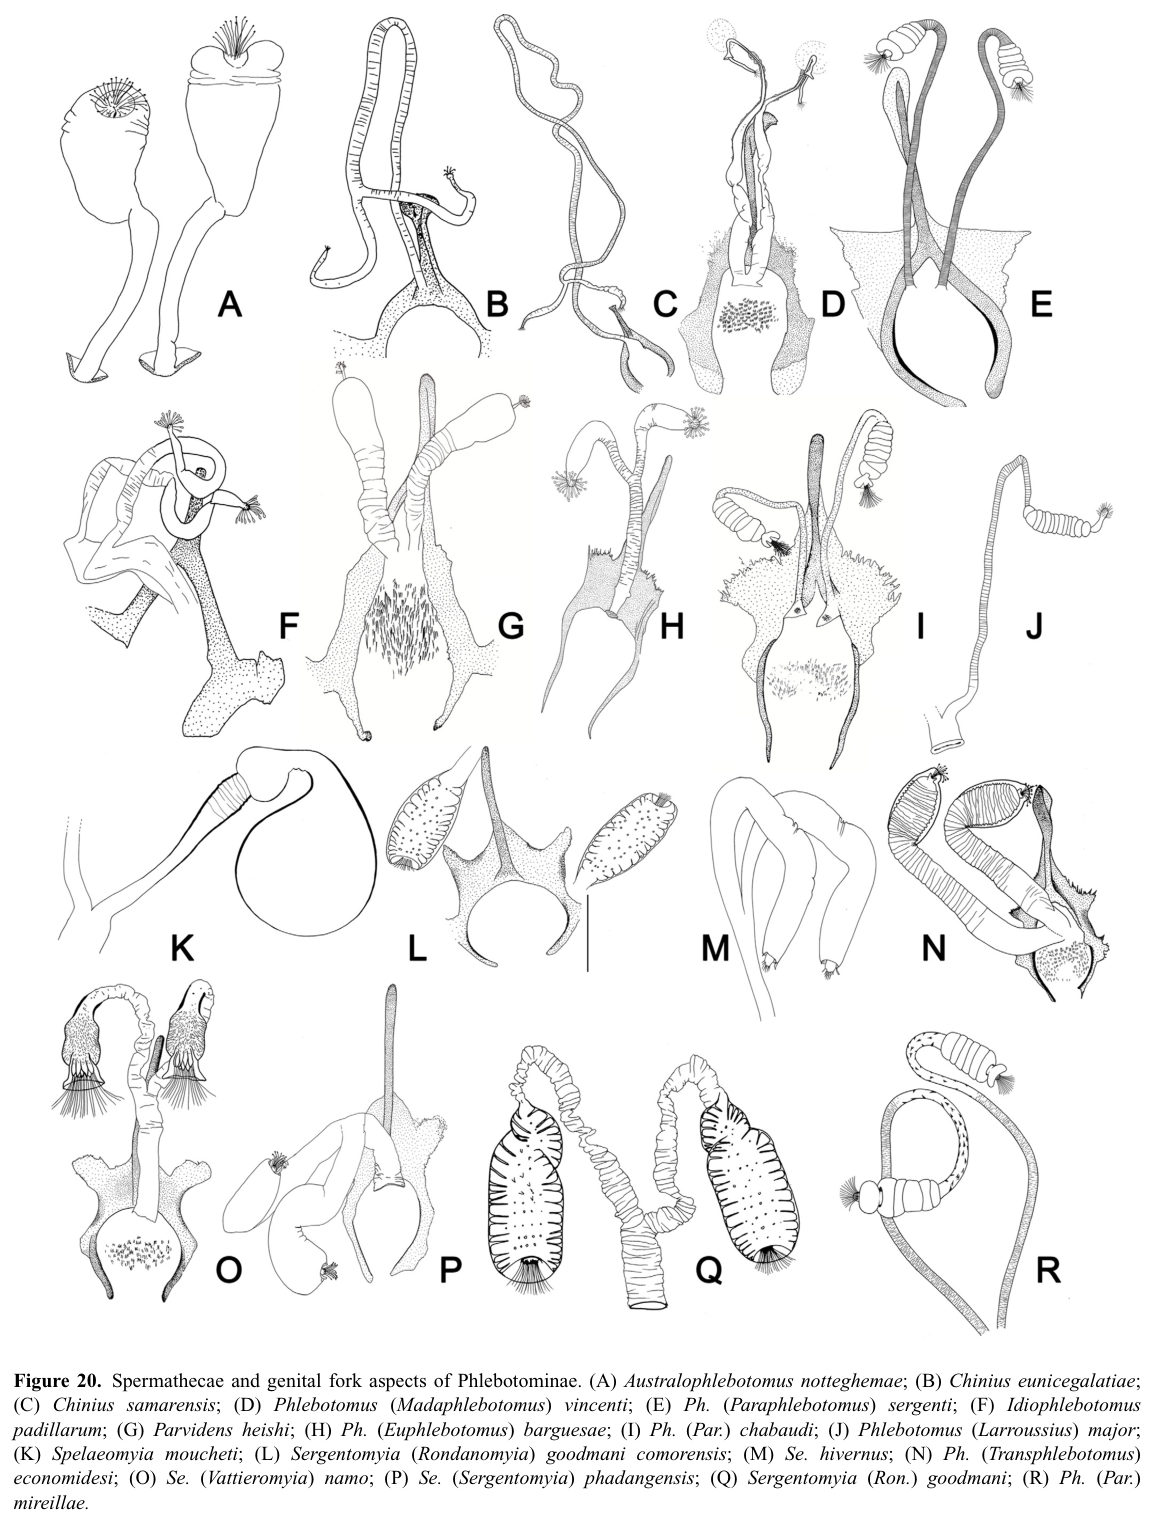 A
B
C
D
E
F
G
H
I
J
K
L
M
N
O
P
Q
R
Figure 20. Spermathecae and genital fork aspects of Phlebotominae. (A) Australophlebotomus notteghemae; (B) Chinius eunicegalatiae;
(C) Chinius samarensis; (D) Phlebotomus (Madaphlebotomus) vincenti; (E) Ph. (Paraphlebotomus) sergenti; (F) Idiophlebotomus
padillarum; (G) Parvidens heishi; (H) Ph. (Euphlebotomus) barguesae; (I) Ph. (Par.) chabaudi; (J) Phlebotomus (Larroussius) major;
(K) Spelaeomyia moucheti; (L) Sergentomyia (Rondanomyia) goodmani comorensis; (M) Se. hivernus; (N) Ph. (Transphlebotomus)
economidesi; (O) Se. (Vattieromyia) namo; (P) Se. (Sergentomyia) phadangensis; (Q) Sergentomyia (Ron.) goodmani; (R) Ph. (Par.)
mireillae.